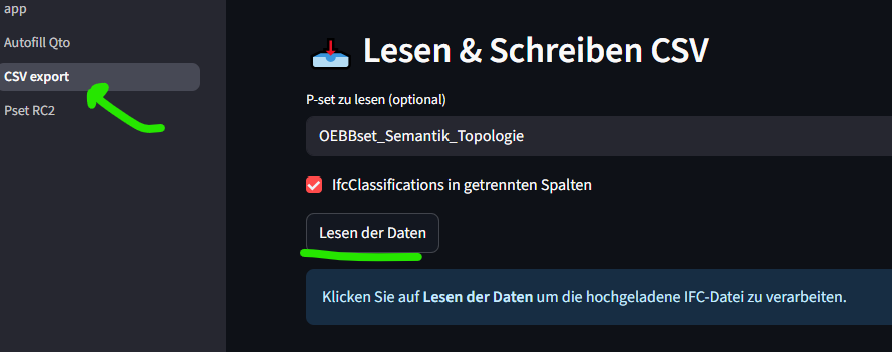 app
Autofill Qto
CSV export
Pset RC2
Lesen & Schreiben CSV
P-set zu lesen (optional)
OEBBset_Semantik_Topologie
IfcClassifications in getrennten Spalten
Lesen der Daten
Klicken Sie auf Lesen der Daten um die hochgeladene IFC-Datei zu verarbeiten.